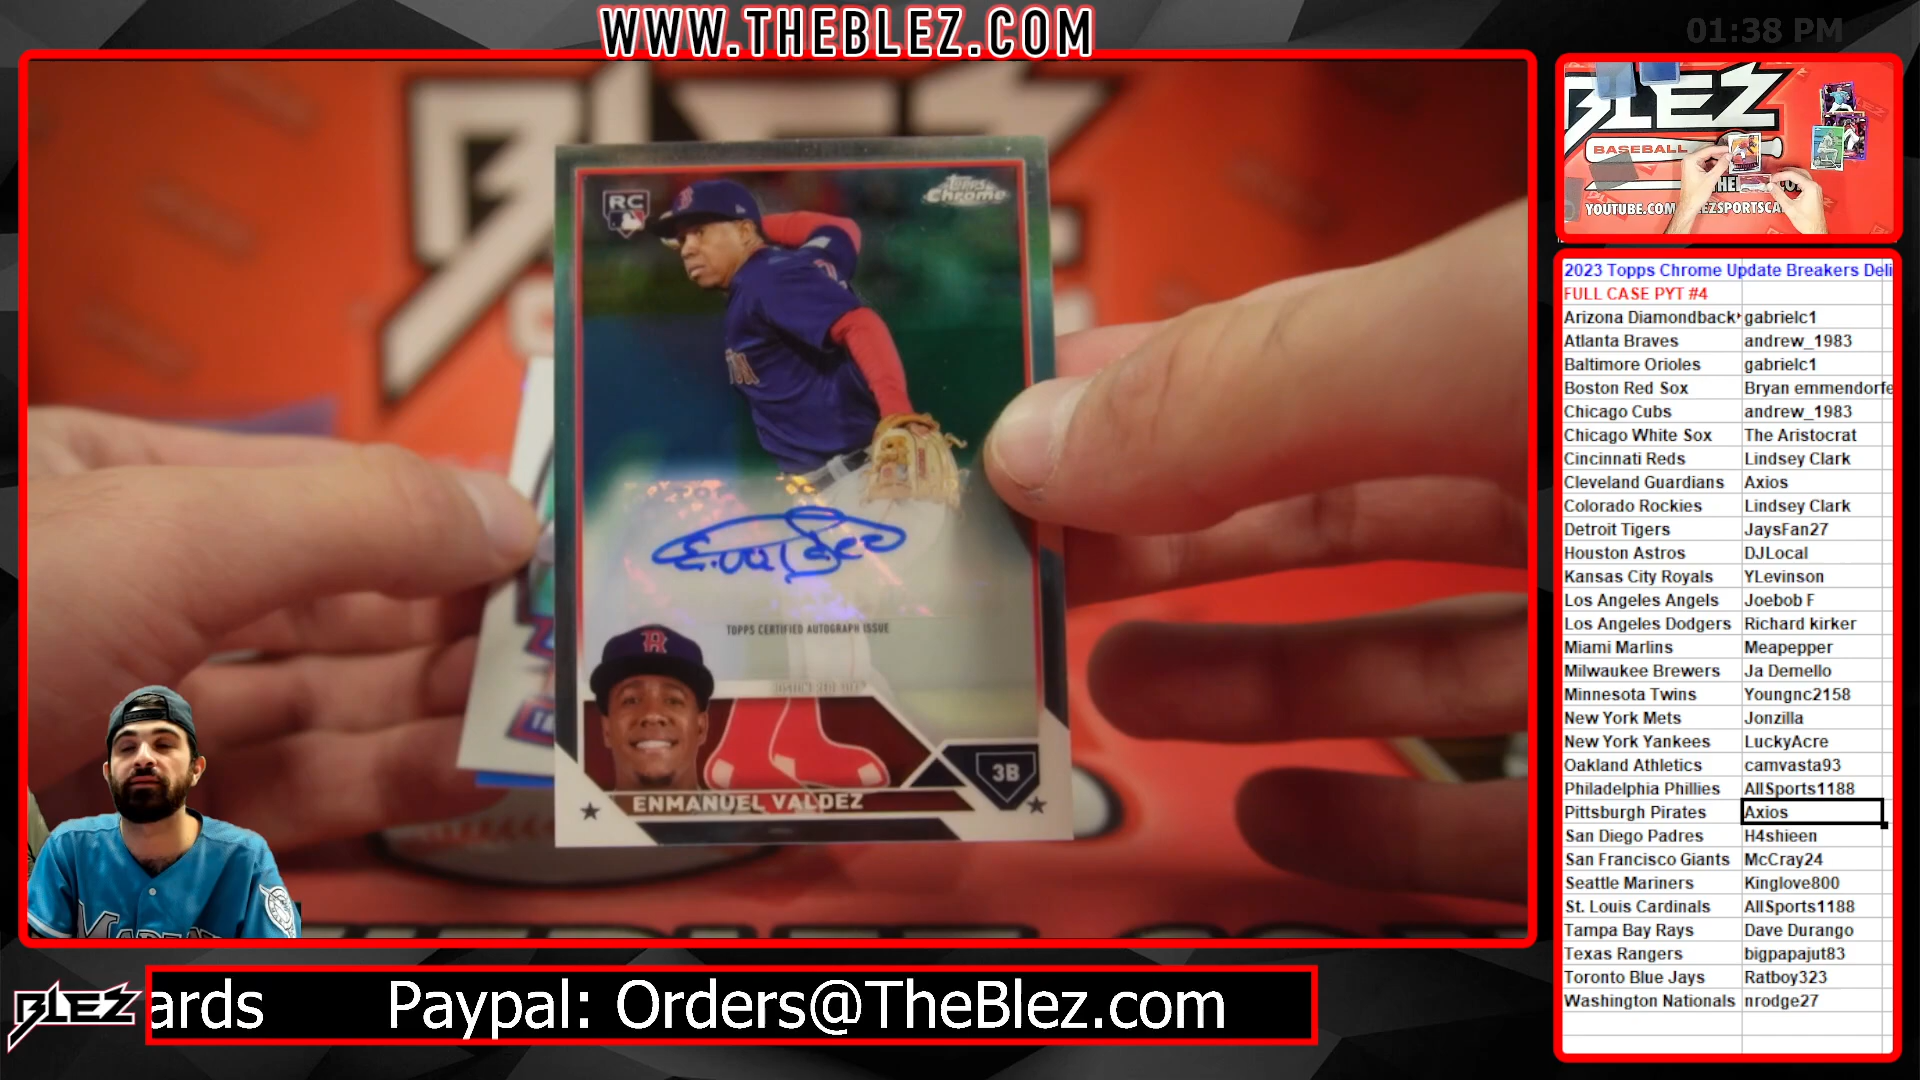 WWW.THEBLEZ.COM
01:38 PM
BLEZ
RC
Topps
Chrome
TOPPS CERTIFIED AUTOGRAPH ISSUE
3B
ENMANUEL VALDEZ
BLEZ
BASEBALL
YOUTUBE.COM
2023 Topps Chrome Update Breakers Deli
FULL CASE PYT #4
Arizona Diamondback gabrielc1
Atlanta Braves andrew_1983
Baltimore Orioles gabrielc1
Boston Red Sox Bryan emmendorfe
Chicago Cubs andrew_1983
Chicago White Sox The Aristocrat
Cincinnati Reds Lindsey Clark
Cleveland Guardians Axios
Colorado Rockies Lindsey Clark
Detroit Tigers JaysFan27
Houston Astros DJLocal
Kansas City Royals YLevinson
Los Angeles Angels Joebob F
Los Angeles Dodgers Richard kirker
Miami Marlins Meapepper
Milwaukee Brewers Ja Demello
Minnesota Twins Youngnc2158
New York Mets Jonzilla
New York Yankees LuckyAcre
Oakland Athletics camvasta93
Philadelphia Phillies AllSports1188
Pittsburgh Pirates Axios
San Diego Padres H4shieen
San Francisco Giants McCray24
Seattle Mariners Kinglove800
St. Louis Cardinals AllSports1188
Tampa Bay Rays Dave Durango
Texas Rangers bigpapajut83
Toronto Blue Jays Ratboy323
Washington Nationals nrodge27
BLEZ
ards Paypal: Orders@TheBlez.com